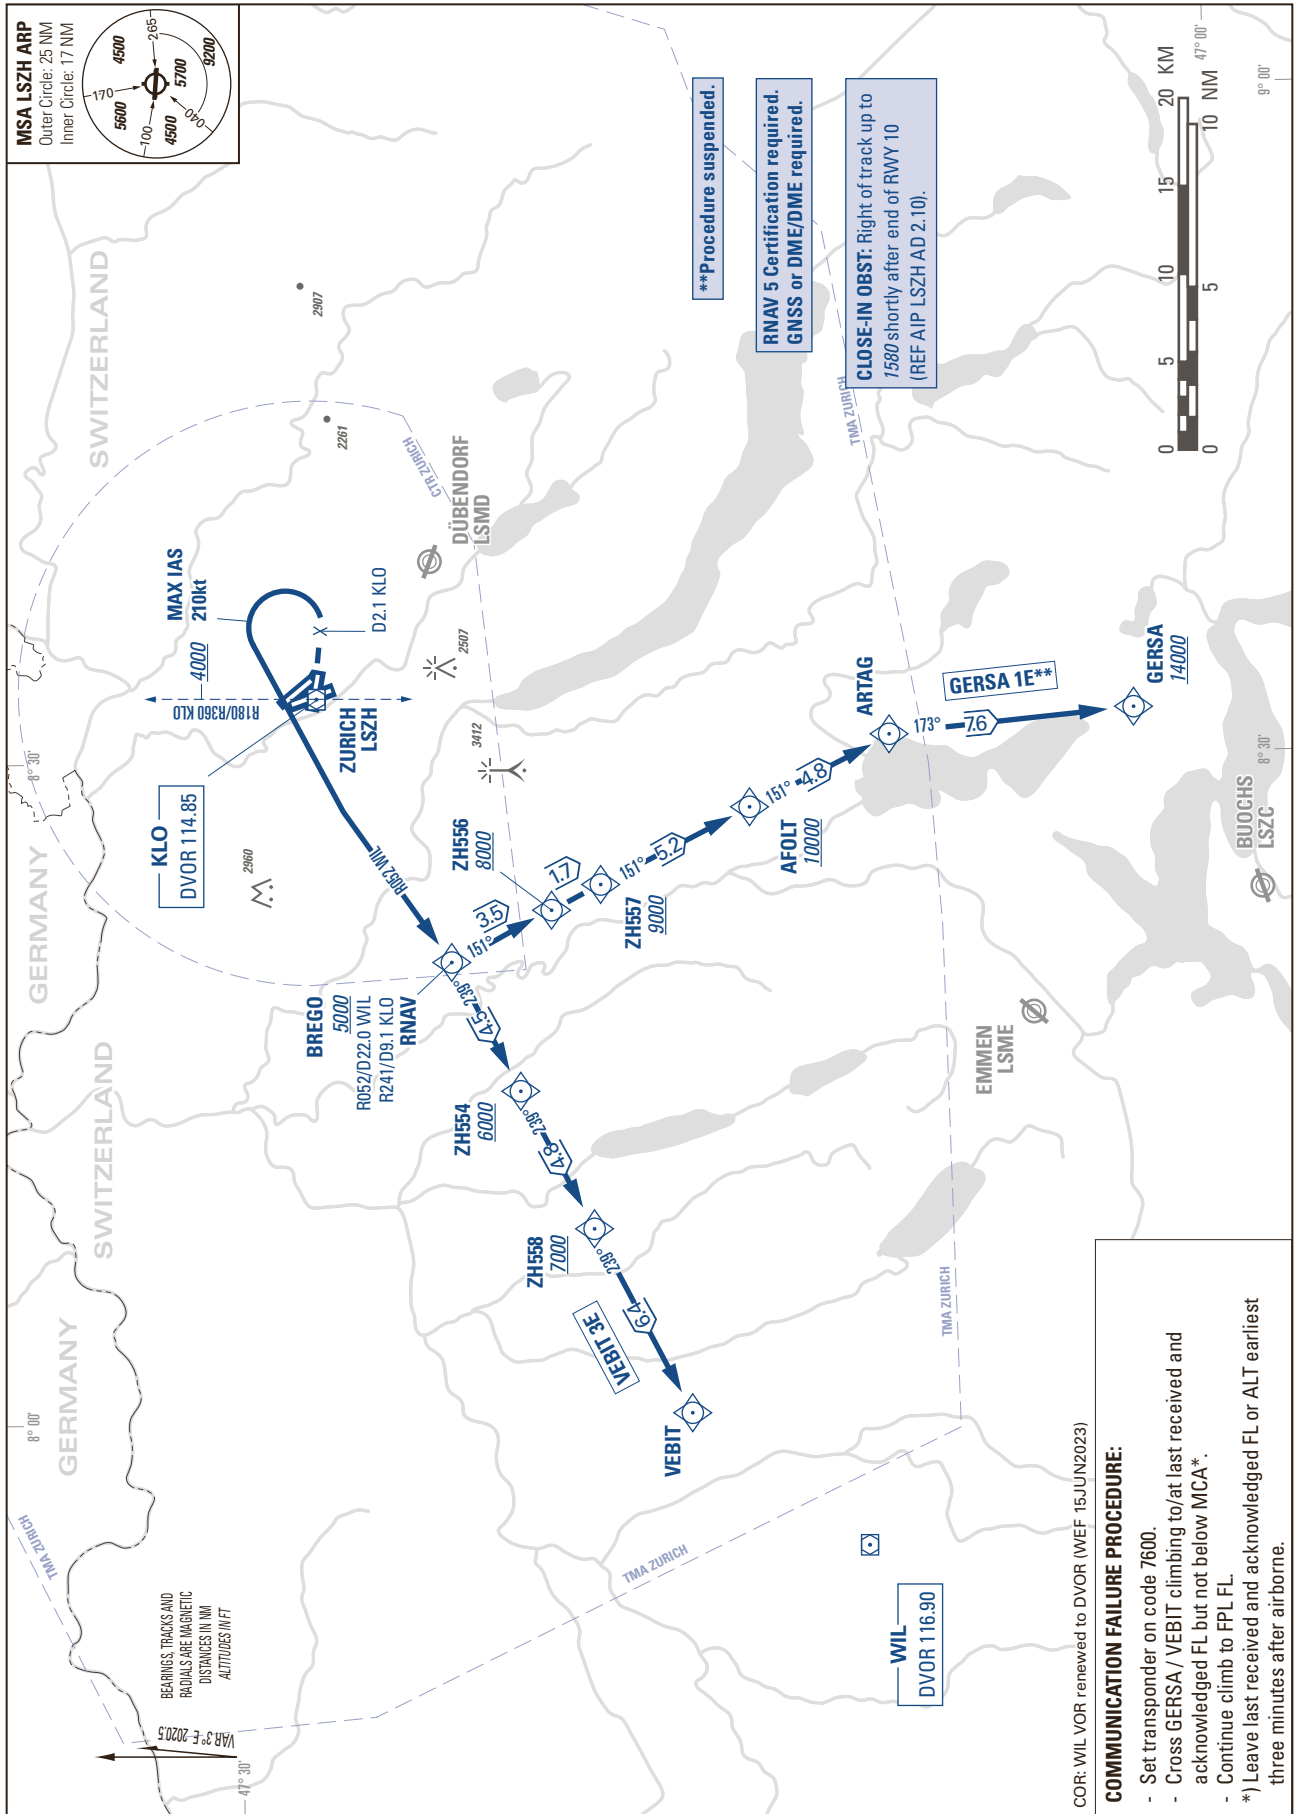 MSA LSZH ARP
Outer Circle: 25 NM
Inner Circle: 17 NM
170
265
100
040
4500
5600
5700
4500
9200
SWITZERLAND
GERMANY
SWITZERLAND
GERMANY
8° 00'
8° 30'
9° 00'
8° 30'
47° 00'
47° 30'
TMA ZURICH
TMA ZURICH
TMA ZURICH
TMA ZURICH
CTR ZURICH
BEARINGS, TRACKS AND
RADIALS ARE MAGNETIC
DISTANCES IN NM
ALTITUDES IN FT
VAR 3° E 2020.5
KLO
DVOR 114.85
R180/R360 KLO
4000
MAX IAS
210kt
D2.1 KLO
ZURICH
LSZH
DÜBENDORF
LSMD
2907
2261
2507
3412
2960
R052 WIL
BREGO
5000
R052/D22.0 WIL
R241/D9.1 KLO
RNAV
239°
4.5
ZH554
6000
239°
4.8
ZH558
7000
239°
6.4
VEBIT 3E
VEBIT
151°
3.5
ZH556
8000
1.7
ZH557
9000
151°
5.2
AFOLT
10000
151°
4.8
ARTAG
173°
7.6
GERSA 1E**
GERSA
14000
EMMEN
LSME
BUOCHS
LSZC
WIL
DVOR 116.90
**Procedure suspended.
RNAV 5 Certification required.
GNSS or DME/DME required.
CLOSE-IN OBST: Right of track up to
1580 shortly after end of RWY 10
(REF AIP LSZH AD 2.10).
0 5 10 15 20 KM
0 5 10 NM
COR: WIL VOR renewed to DVOR (WEF 15JUN2023)
COMMUNICATION FAILURE PROCEDURE:
- Set transponder on code 7600.
- Cross GERSA / VEBIT climbing to/at last received and
acknowledged FL but not below MCA*.
- Continue climb to FPL FL.
*) Leave last received and acknowledged FL or ALT earliest
three minutes after airborne.